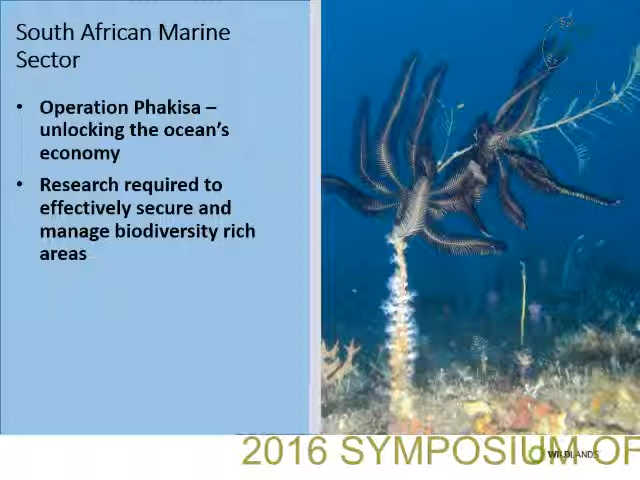 South African Marine
Sector
• Operation Phakisa –
unlocking the ocean's
economy
• Research required to
effectively secure and
manage biodiversity rich
areas
2016 SYMPOSIUM OF
WILDLANDS